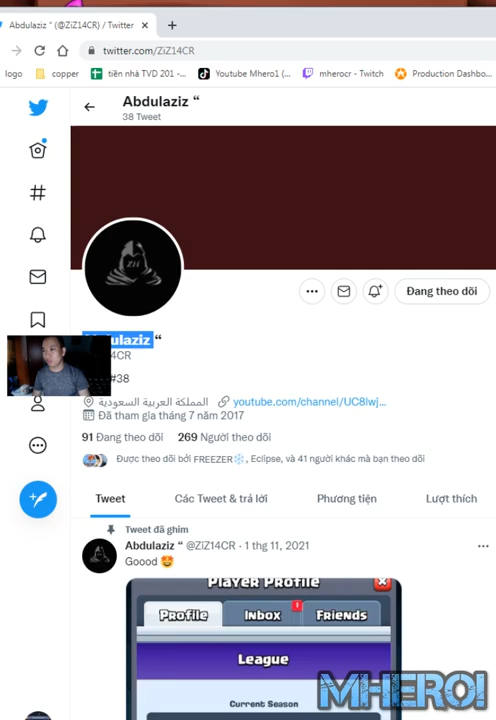 Abdulaziz “ (@ZiZ14CR) / Twitter
twitter.com/ZiZ14CR
logo copper tiền nhà TVD 201 -... Youtube Mhero1 (... mherocr - Twitch Production Dashbo...
Abdulaziz “
38 Tweet
ZiZ
Đang theo dõi
Abdulaziz “
14CR
#38
المملكة العربية السعودية youtube.com/channel/UC8lwj...
Đã tham gia tháng 7 năm 2017
91 Đang theo dõi 269 Người theo dõi
Được theo dõi bởi FREEZER❄️, Eclipse, và 41 người khác mà bạn theo dõi
Tweet Các Tweet & trả lời Phương tiện Lượt thích
Tweet đã ghim
Abdulaziz “ @ZiZ14CR · 1 thg 11, 2021
Goood 🤩
Player Profile
Profile Inbox 1 Friends
League
Current Season
MHERO1